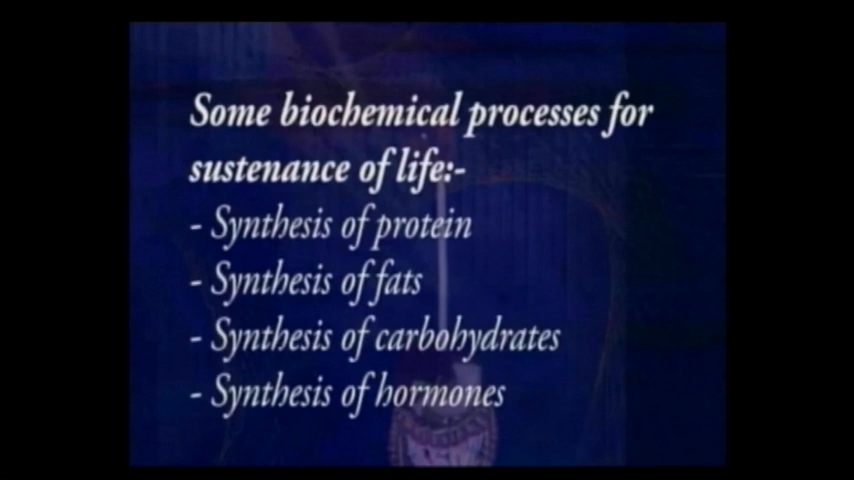 Some biochemical processes for
sustenance of life:-
- Synthesis of protein
- Synthesis of fats
- Synthesis of carbohydrates
- Synthesis of hormones